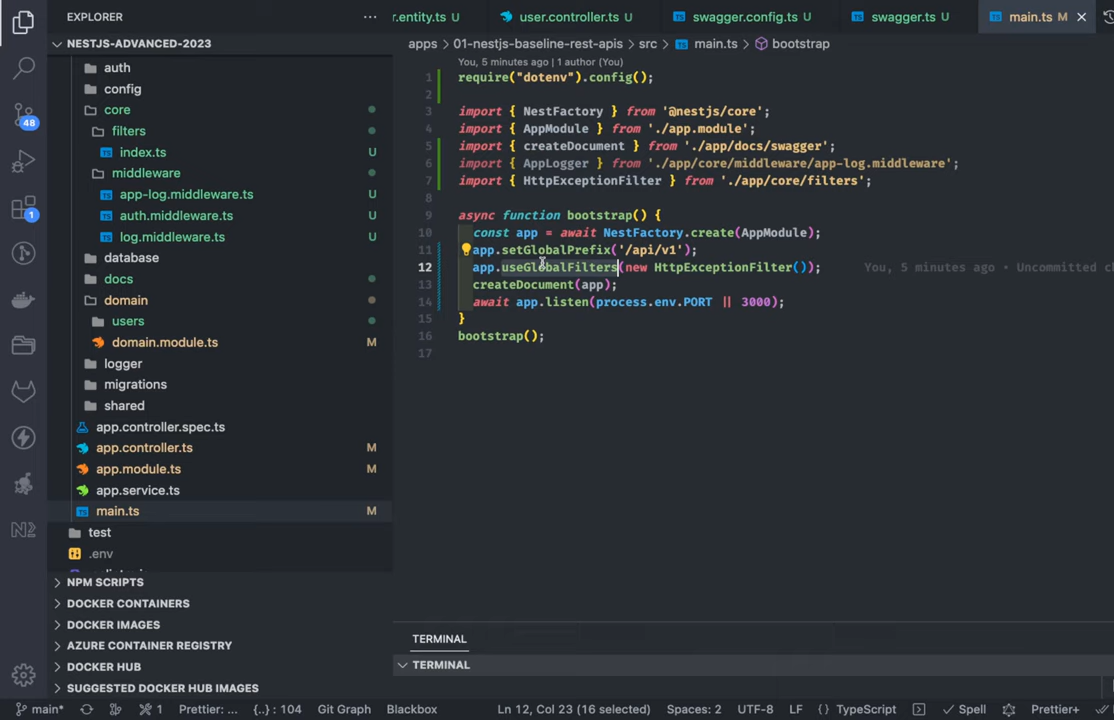 EXPLORER
NESTJS-ADVANCED-2023
auth
config
core
filters
index.ts U
middleware
app-log.middleware.ts U
auth.middleware.ts U
log.middleware.ts U
database
docs
domain
users
domain.module.ts M
logger
migrations
shared
app.controller.spec.ts
app.controller.ts M
app.module.ts M
app.service.ts
main.ts M
test
.env
NPM SCRIPTS
DOCKER CONTAINERS
DOCKER IMAGES
AZURE CONTAINER REGISTRY
DOCKER HUB
SUGGESTED DOCKER HUB IMAGES
48
1
N2
r.entity.ts U user.controller.ts U swagger.config.ts U swagger.ts U main.ts M
apps > 01-nestjs-baseline-rest-apis > src > TS main.ts > bootstrap
You, 5 minutes ago | 1 author (You)
1 require("dotenv").config();
2
3 import { NestFactory } from '@nestjs/core';
4 import { AppModule } from './app.module';
5 import { createDocument } from './app/docs/swagger';
6 import { AppLogger } from './app/core/middleware/app-log.middleware';
7 import { HttpExceptionFilter } from './app/core/filters';
8
9 async function bootstrap() {
10 const app = await NestFactory.create(AppModule);
11 app.setGlobalPrefix('/api/v1');
12 app.useGlobalFilters(new HttpExceptionFilter()); You, 5 minutes ago • Uncommitted c
13 createDocument(app);
14 await app.listen(process.env.PORT || 3000);
15 }
16 bootstrap();
17
TERMINAL
TERMINAL
main* 1 Prettier: ... {..} : 104 Git Graph Blackbox Ln 12, Col 23 (16 selected) Spaces: 2 UTF-8 LF {} TypeScript Spell Prettier+